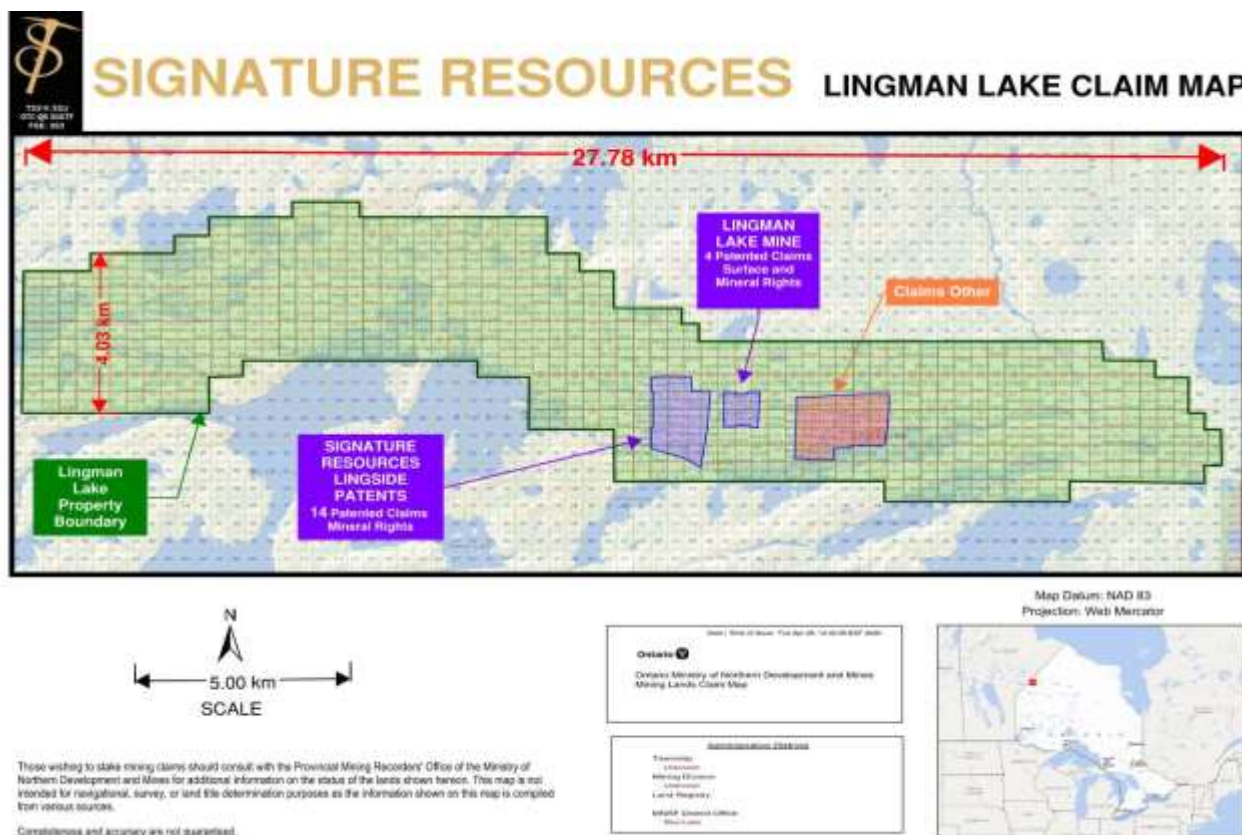 SIGNATURE RESOURCES LINGMAN LAKE CLAIM MAP
27.78 km
4.03 km
LINGMAN
LAKE MINE
4 Patented Claims
Surface and
Mineral Rights
Claims Other
Lingman
Lake
Property
Boundary
SIGNATURE
RESOURCES
LINGSIDE
PATENTS
14 Patented Claims
Mineral Rights
N
5.00 km
SCALE
Map Datum: NAD 83
Projection: Web Mercator
Ontario
Ontario Ministry of Northern Development and Mines
Mining Lands Claim Map
Administrative Districts
Township
Mining Division
Land Registry
Those wishing to stake mining claims should consult with the Provincial Mining Recorders' Office of the Ministry of
Northern Development and Mines for additional information on the status of the lands shown hereon. This map is not
intended for navigational, survey, or land title determination purposes as the information shown on this map is compiled
from various sources.
Completeness and accuracy are not guaranteed.